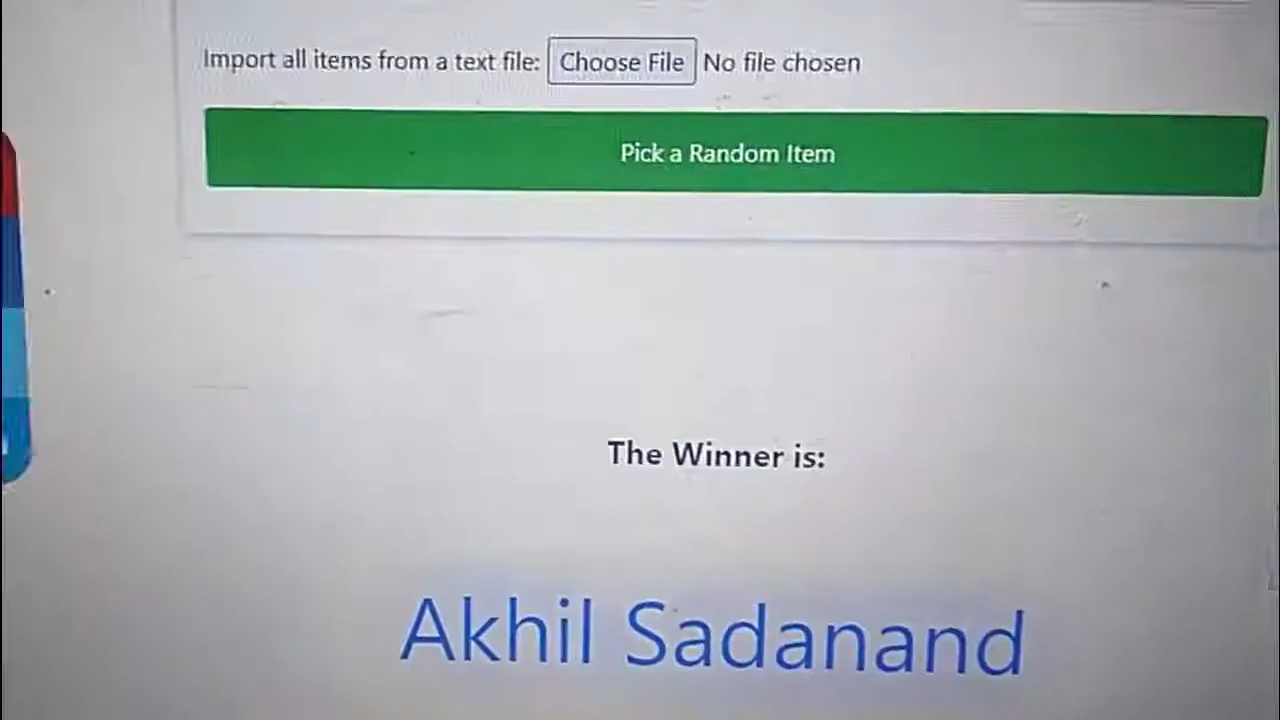 Import all items from a text file: Choose File No file chosen
Pick a Random Item
The Winner is:
Akhil Sadanand